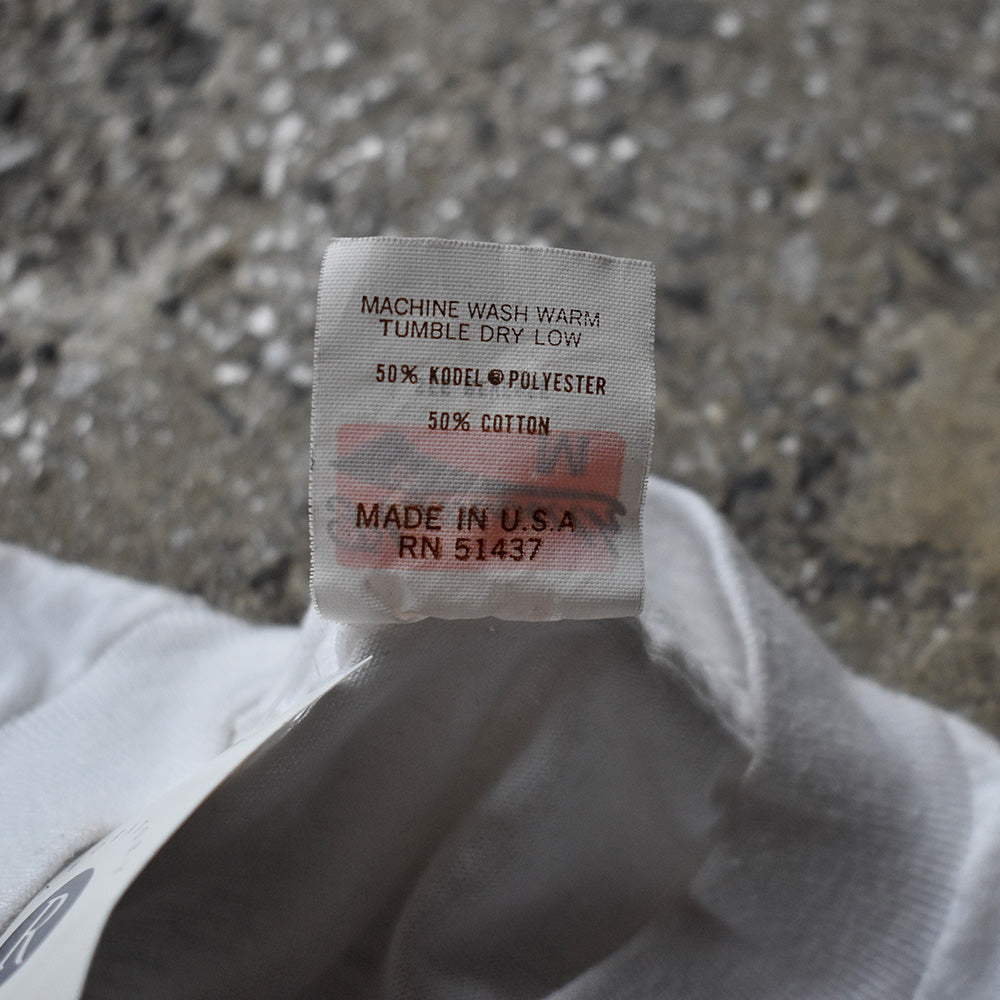 MACHINE WASH WARM
TUMBLE DRY LOW
50% KODEL® POLYESTER
50% COTTON
M
MADE IN U.S.A
RN 51437
R